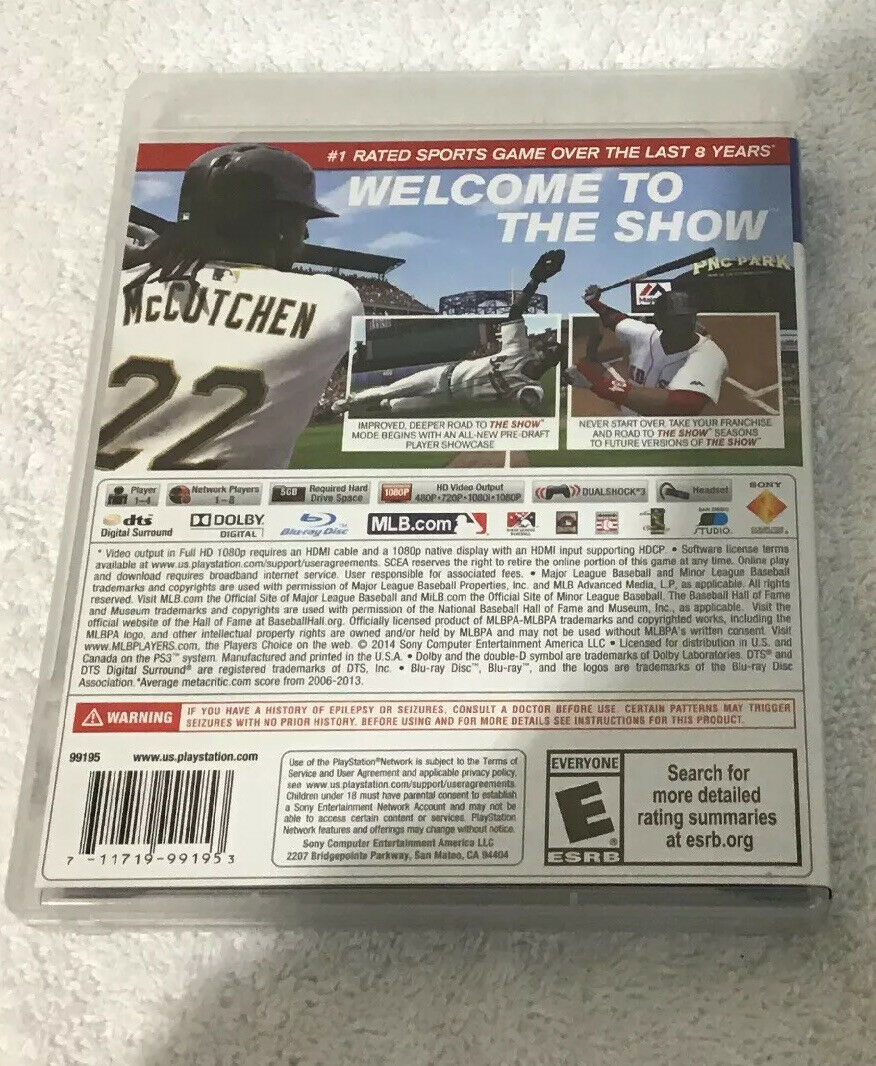 #1 RATED SPORTS GAME OVER THE LAST 8 YEARS*
WELCOME TO
THE SHOW™
PNC PARK
McCUTCHEN
22
IMPROVED, DEEPER ROAD TO THE SHOW™
MODE BEGINS WITH AN ALL-NEW PRE-DRAFT
PLAYER SHOWCASE
NEVER START OVER. TAKE YOUR FRANCHISE
AND ROAD TO THE SHOW™ SEASONS
TO FUTURE VERSIONS OF THE SHOW™
Player
1-4
Network Players
1-8
5GB
Required Hard
Drive Space
1080P
HD Video Output
480P•720P•1080i•1080P
DUALSHOCK®3
Headset
SONY
dts
Digital Surround
DOLBY
DIGITAL
Blu-ray Disc
MLB.com
SAN DIEGO
STUDIO
* Video output in Full HD 1080p requires an HDMI cable and a 1080p native display with an HDMI input supporting HDCP. • Software license terms
available at www.us.playstation.com/support/useragreements. SCEA reserves the right to retire the online portion of this game at any time. Online play
and download requires broadband internet service. User responsible for associated fees. • Major League Baseball and Minor League Baseball
trademarks and copyrights are used with permission of Major League Baseball Properties, Inc. and MLB Advanced Media, L.P., as applicable. All rights
reserved. Visit MLB.com the Official Site of Major League Baseball and MiLB.com the Official Site of Minor League Baseball. The Baseball Hall of Fame
and Museum trademarks and copyrights are used with permission of the National Baseball Hall of Fame and Museum, Inc., as applicable. Visit the
official website of the Hall of Fame at BaseballHall.org. Officially licensed product of MLBPA-MLBPA trademarks and copyrighted works, including the
MLBPA logo, and other intellectual property rights are owned and/or held by MLBPA and may not be used without MLBPA's written consent. Visit
www.MLBPLAYERS.com, the Players Choice on the web. © 2014 Sony Computer Entertainment America LLC • Licensed for distribution in U.S. and
Canada on the PS3™ system. Manufactured and printed in the U.S.A. • Dolby and the double-D symbol are trademarks of Dolby Laboratories. DTS® and
DTS Digital Surround® are registered trademarks of DTS, Inc. • Blu-ray Disc™, Blu-ray™, and the logos are trademarks of the Blu-ray Disc
Association. *Average metacritic.com score from 2006-2013.
WARNING
IF YOU HAVE A HISTORY OF EPILEPSY OR SEIZURES, CONSULT A DOCTOR BEFORE USE. CERTAIN PATTERNS MAY TRIGGER
SEIZURES WITH NO PRIOR HISTORY. BEFORE USING AND FOR MORE DETAILS SEE INSTRUCTIONS FOR THIS PRODUCT.
99195 www.us.playstation.com
7 11719-99195 3
Use of the PlayStation®Network is subject to the Terms of
Service and User Agreement and applicable privacy policy,
see www.us.playstation.com/support/useragreements.
Children under 18 must have parental consent to establish
a Sony Entertainment Network Account and may not be
able to access certain content or services. PlayStation
Network features and offerings may change without notice.
Sony Computer Entertainment America LLC
2207 Bridgepointe Parkway, San Mateo, CA 94404
EVERYONE
E
®
ESRB
Search for
more detailed
rating summaries
at esrb.org